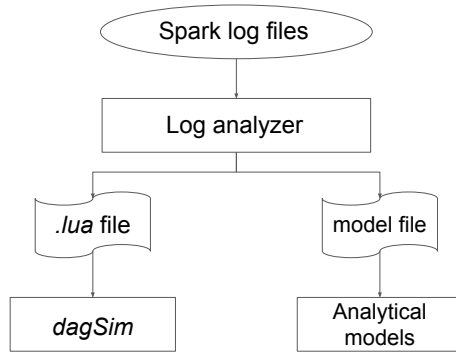 Spark log files
Log analyzer
.lua file
model file
dagSim
Analytical
models